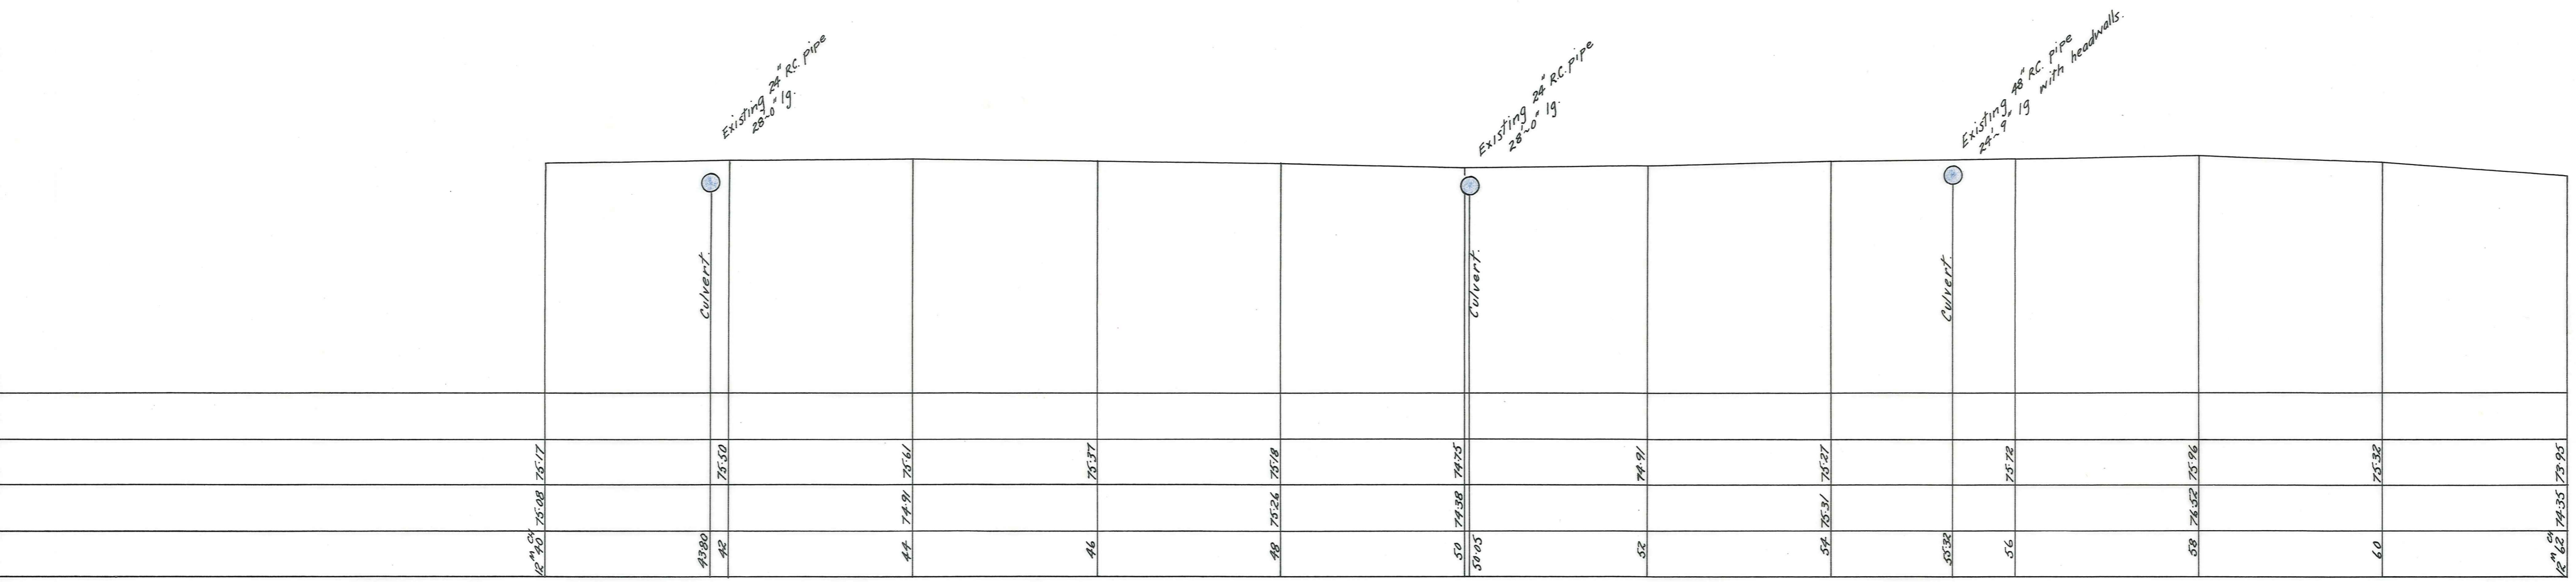 Existing 24" R.C. pipe
28'~0" lg.
Existing 24" R.C. pipe
28'~0" lg.
Existing 48" R.C. pipe
24'~9" lg with headwalls.
Culvert.
Culvert.
Culvert.
75.17 75.50 75.61 75.37 75.18 74.75 74.91 75.27 75.72 75.96 75.32 73.95
75.08 74.91 75.26 74.38 75.31 76.52 74.35
12 M 40 Ch 4380 42 44 46 48 50 50.05 52 54 55.32 56 58 60 12 M 62 Ch